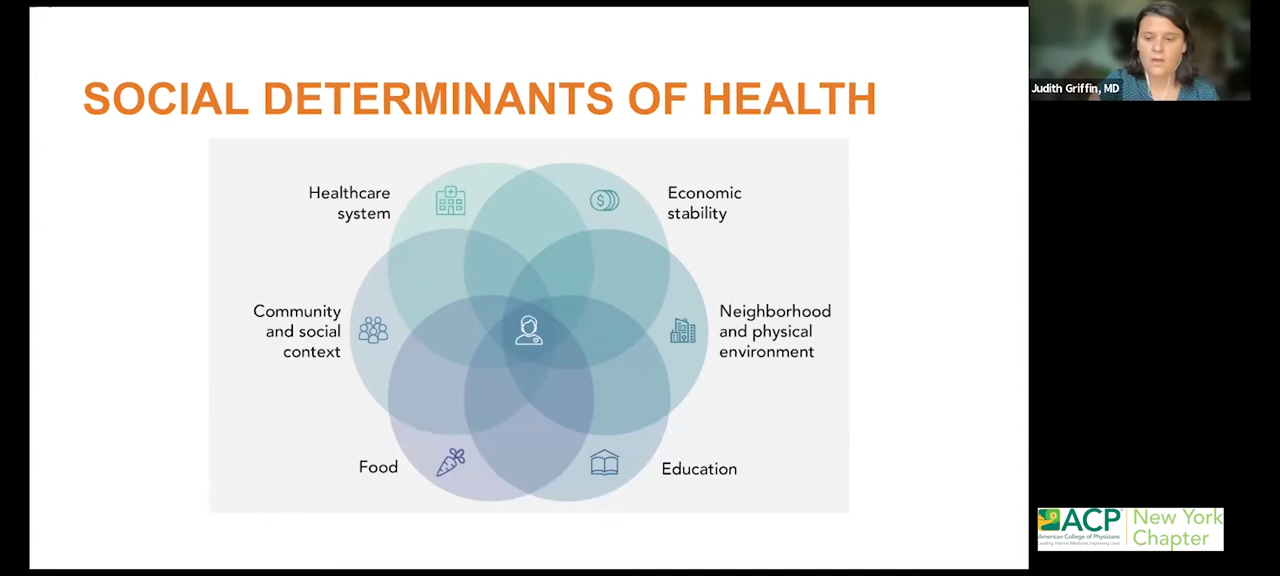 SOCIAL DETERMINANTS OF HEALTH
Healthcare
system
Economic
stability
Community
and social
context
Neighborhood
and physical
environment
Food
Education
Judith Griffin, MD
ACP
American College of Physicians
Leading Internal Medicine, Improving Lives
New York
Chapter